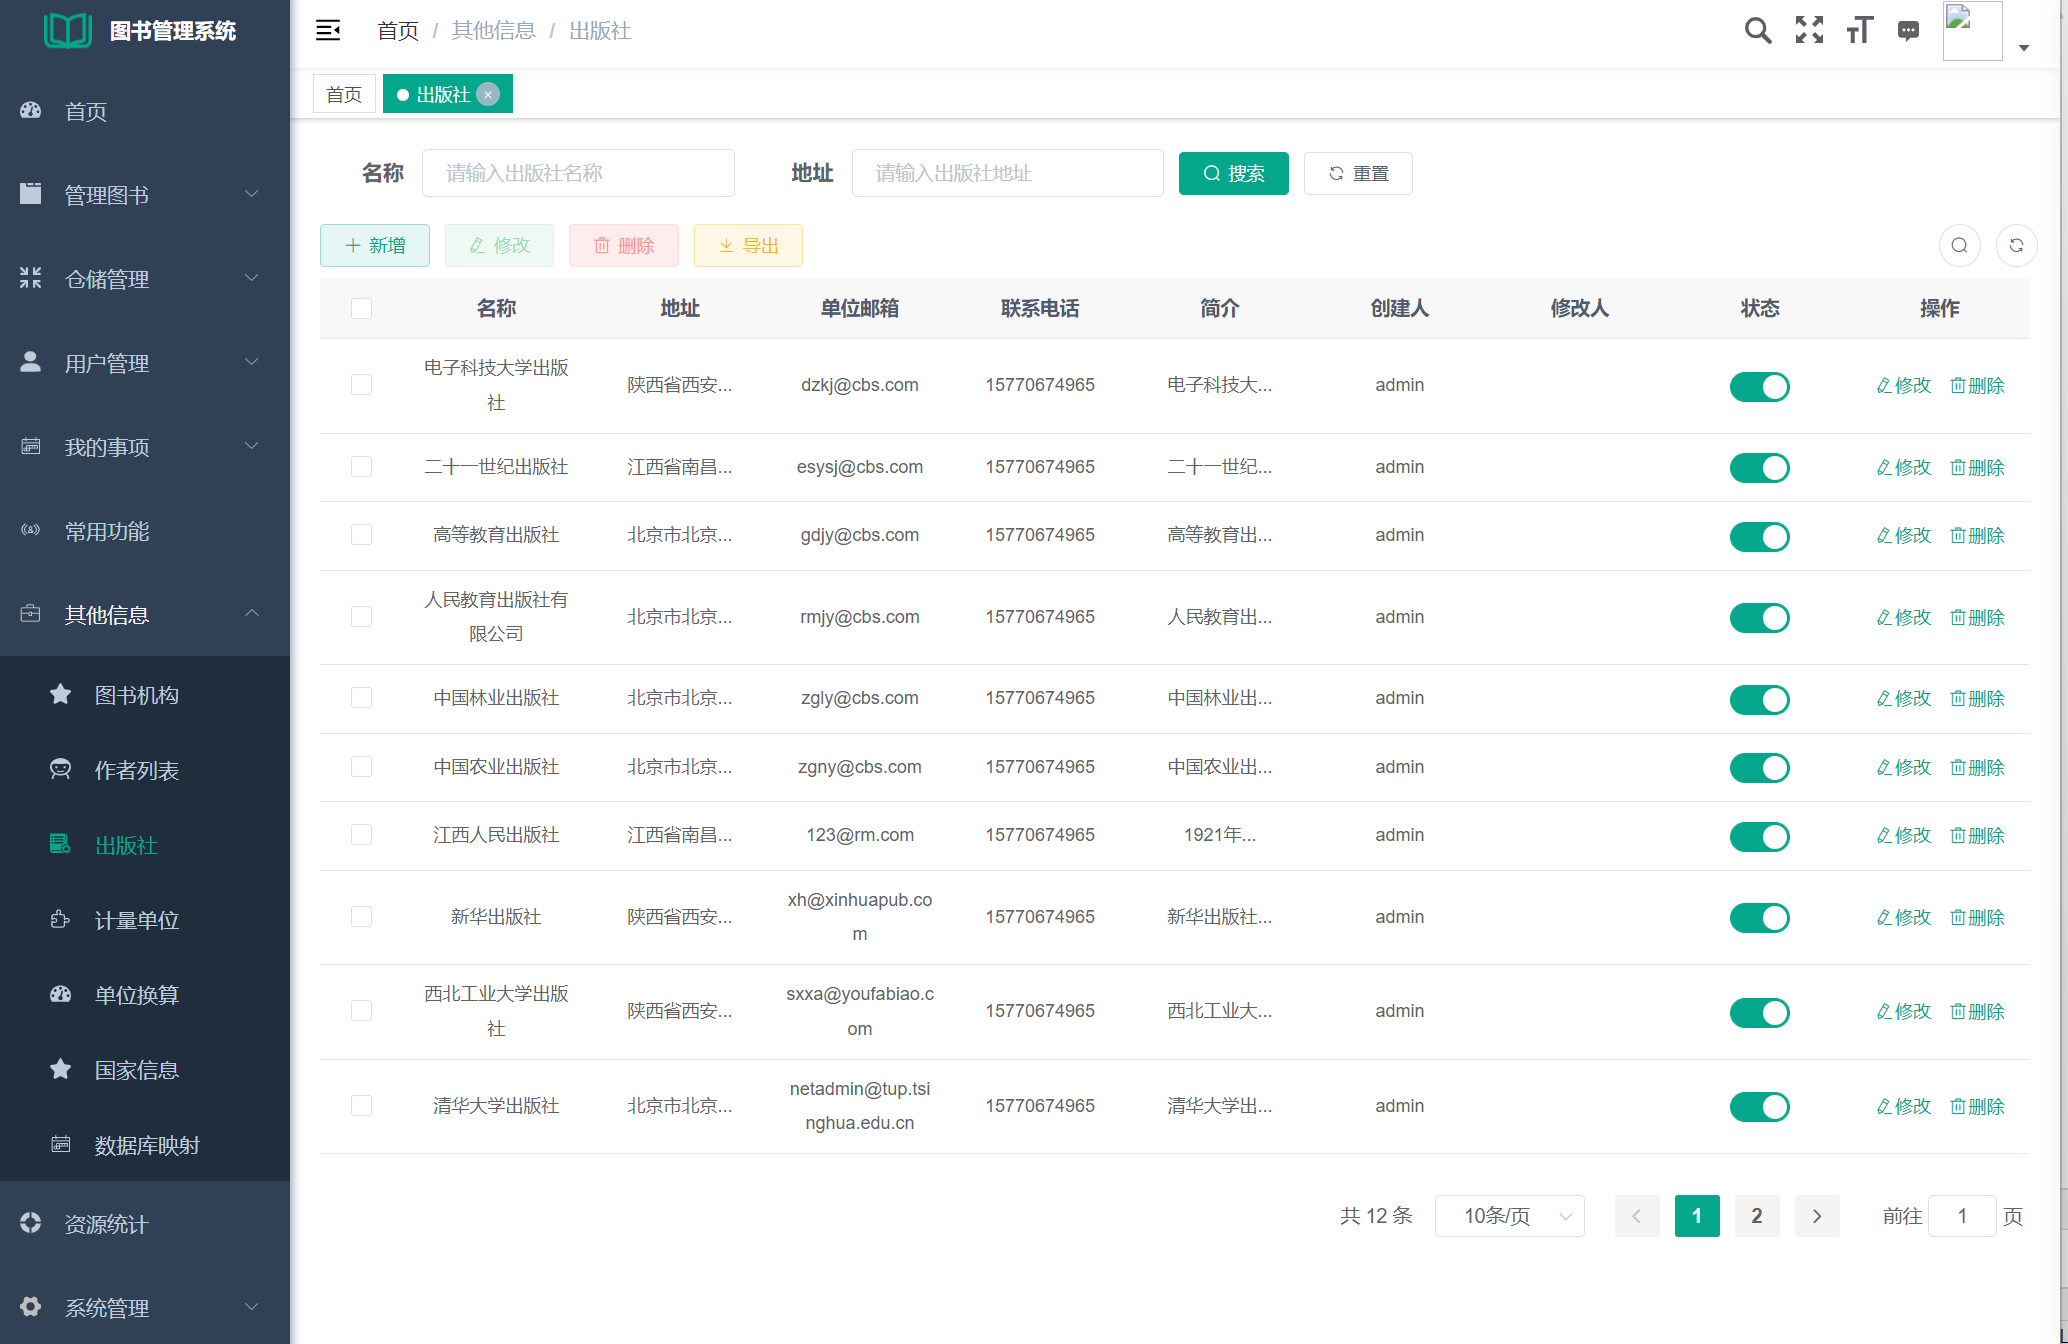 图书管理系统
首页
管理图书
仓储管理
用户管理
我的事项
常用功能
其他信息
图书机构
作者列表
出版社
计量单位
单位换算
国家信息
数据库映射
资源统计
系统管理
首页 / 其他信息 / 出版社
首页 出版社
名称 请输入出版社名称 地址 请输入出版社地址 搜索 重置
新增 修改 删除 导出
名称 地址 单位邮箱 联系电话 简介 创建人 修改人 状态 操作
电子科技大学出版
社 陕西省西安... dzkj@cbs.com 15770674965 电子科技大... admin 修改 删除
二十一世纪出版社 江西省南昌... esysj@cbs.com 15770674965 二十一世纪... admin 修改 删除
高等教育出版社 北京市北京... gdjy@cbs.com 15770674965 高等教育出... admin 修改 删除
人民教育出版社有
限公司 北京市北京... rmjy@cbs.com 15770674965 人民教育出... admin 修改 删除
中国林业出版社 北京市北京... zgly@cbs.com 15770674965 中国林业出... admin 修改 删除
中国农业出版社 北京市北京... zgny@cbs.com 15770674965 中国农业出... admin 修改 删除
江西人民出版社 江西省南昌... 123@rm.com 15770674965 1921年... admin 修改 删除
新华出版社 陕西省西安... xh@xinhuapub.co
m 15770674965 新华出版社... admin 修改 删除
西北工业大学出版
社 陕西省西安... sxxa@youfabiao.c
om 15770674965 西北工业大... admin 修改 删除
清华大学出版社 北京市北京... netadmin@tup.tsi
nghua.edu.cn 15770674965 清华大学出... admin 修改 删除
共 12 条 10条/页 1 2 前往 1 页